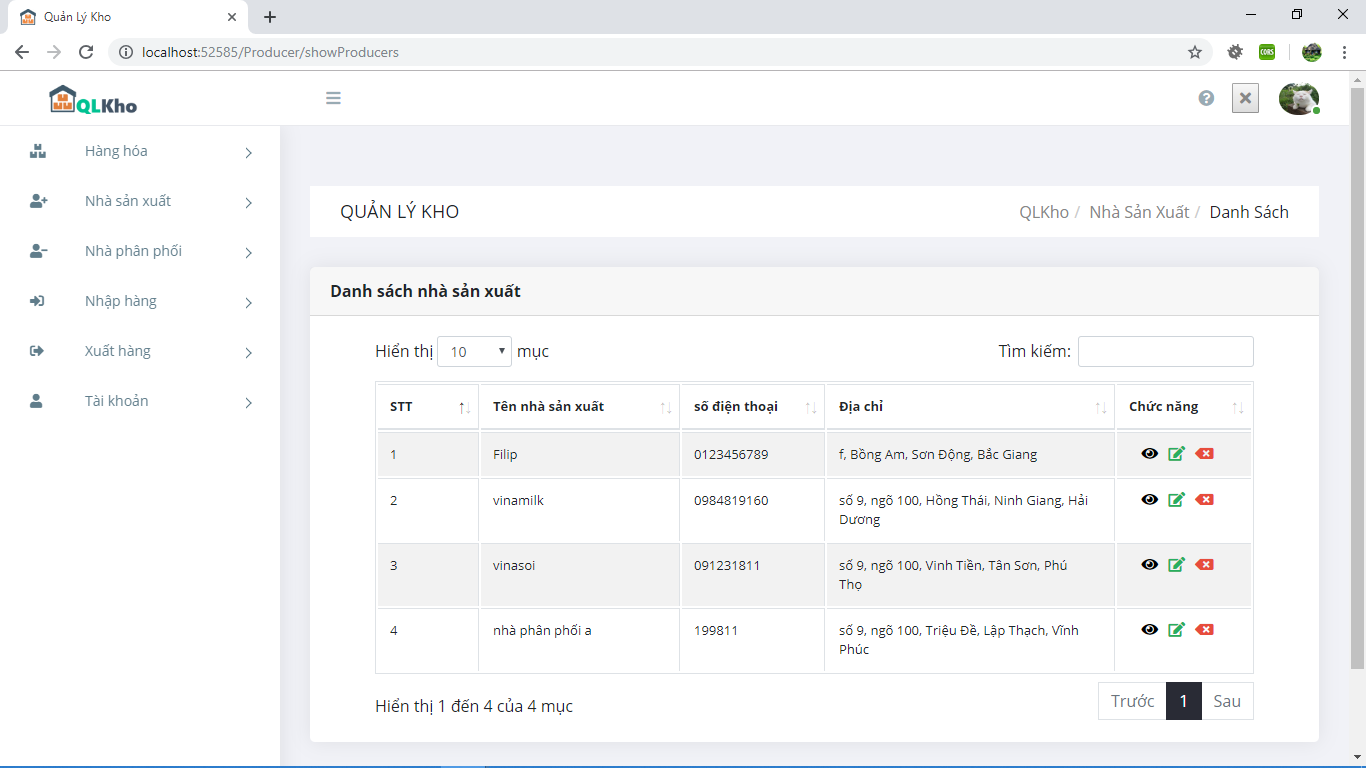 Quản Lý Kho
localhost:52585/Producer/showProducers
CORS
QLKho
Hàng hóa
Nhà sản xuất
Nhà phân phối
Nhập hàng
Xuất hàng
Tài khoản
QUẢN LÝ KHO
QLKho / Nhà Sản Xuất / Danh Sách
Danh sách nhà sản xuất
Hiển thị 10 mục
Tìm kiếm:
STT Tên nhà sản xuất số điện thoại Địa chỉ Chức năng
1 Filip 0123456789 f, Bồng Am, Sơn Động, Bắc Giang
2 vinamilk 0984819160 số 9, ngõ 100, Hồng Thái, Ninh Giang, Hải
Dương
3 vinasoi 091231811 số 9, ngõ 100, Vinh Tiền, Tân Sơn, Phú
Thọ
4 nhà phân phối a 199811 số 9, ngõ 100, Triệu Đề, Lập Thạch, Vĩnh
Phúc
Hiển thị 1 đến 4 của 4 mục
Trước 1 Sau